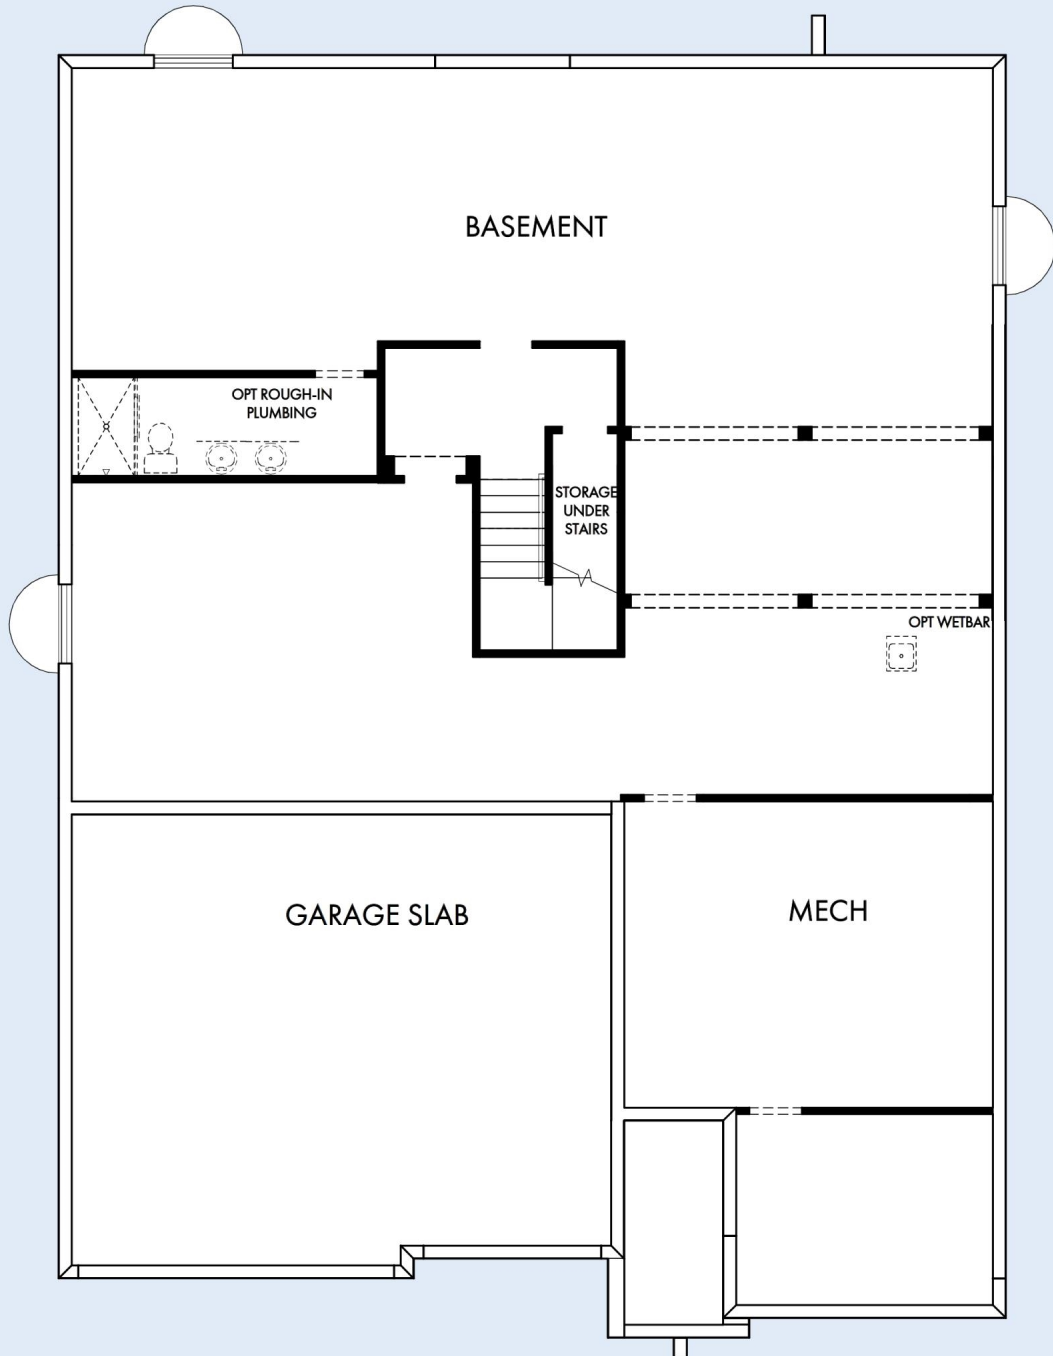 BASEMENT
OPT ROUGH-IN
PLUMBING
STORAGE
UNDER
STAIRS
OPT WETBAR
GARAGE SLAB
MECH